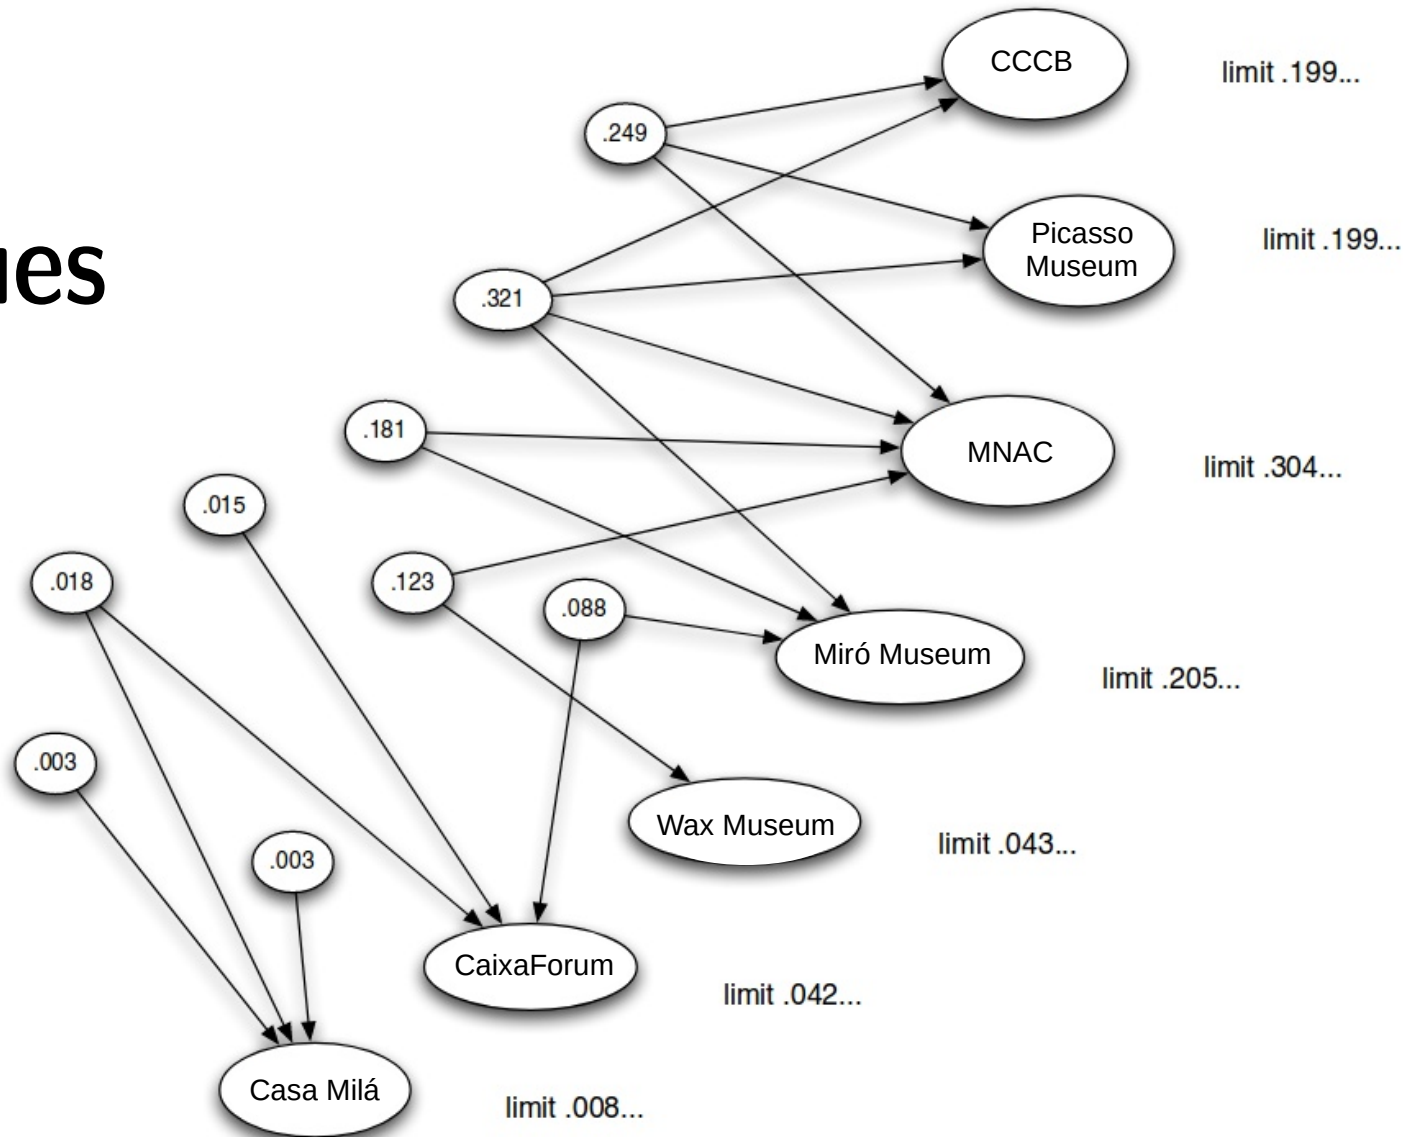 CCCB
limit .199...
.249
ues
Picasso
Museum
limit .199...
.321
.181
MNAC
limit .304...
.015
.018
.123
.088
Miró Museum
limit .205...
.003
Wax Museum
limit .043...
.003
CaixaForum
limit .042...
Casa Milá
limit .008...